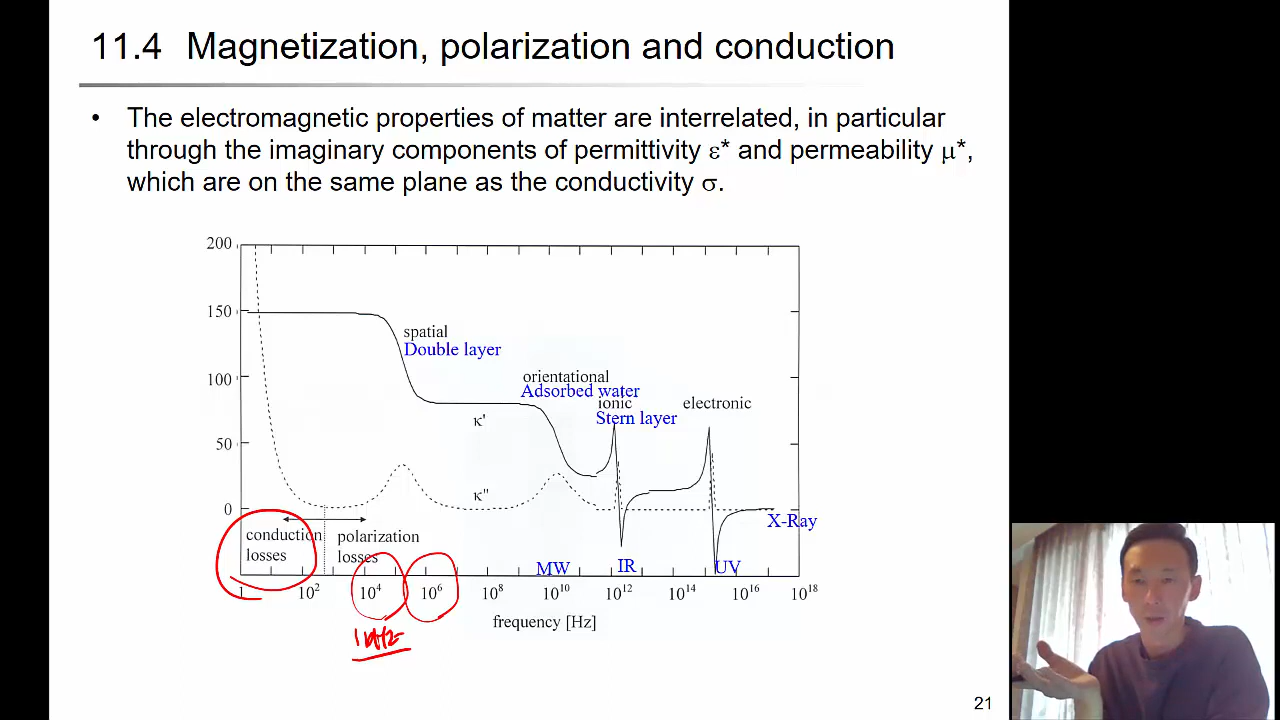 11.4 Magnetization, polarization and conduction
• The electromagnetic properties of matter are interrelated, in particular
through the imaginary components of permittivity ε* and permeability μ*,
which are on the same plane as the conductivity σ.
200
150
100
50
0
spatial
Double layer
orientational
Adsorbed water
ionic
Stern layer
electronic
κ'
κ"
X-Ray
conduction
losses
polarization
losses
MW
IR
UV
1 10² 10⁴ 10⁶ 10⁸ 10¹⁰ 10¹² 10¹⁴ 10¹⁶ 10¹⁸
frequency [Hz]
21